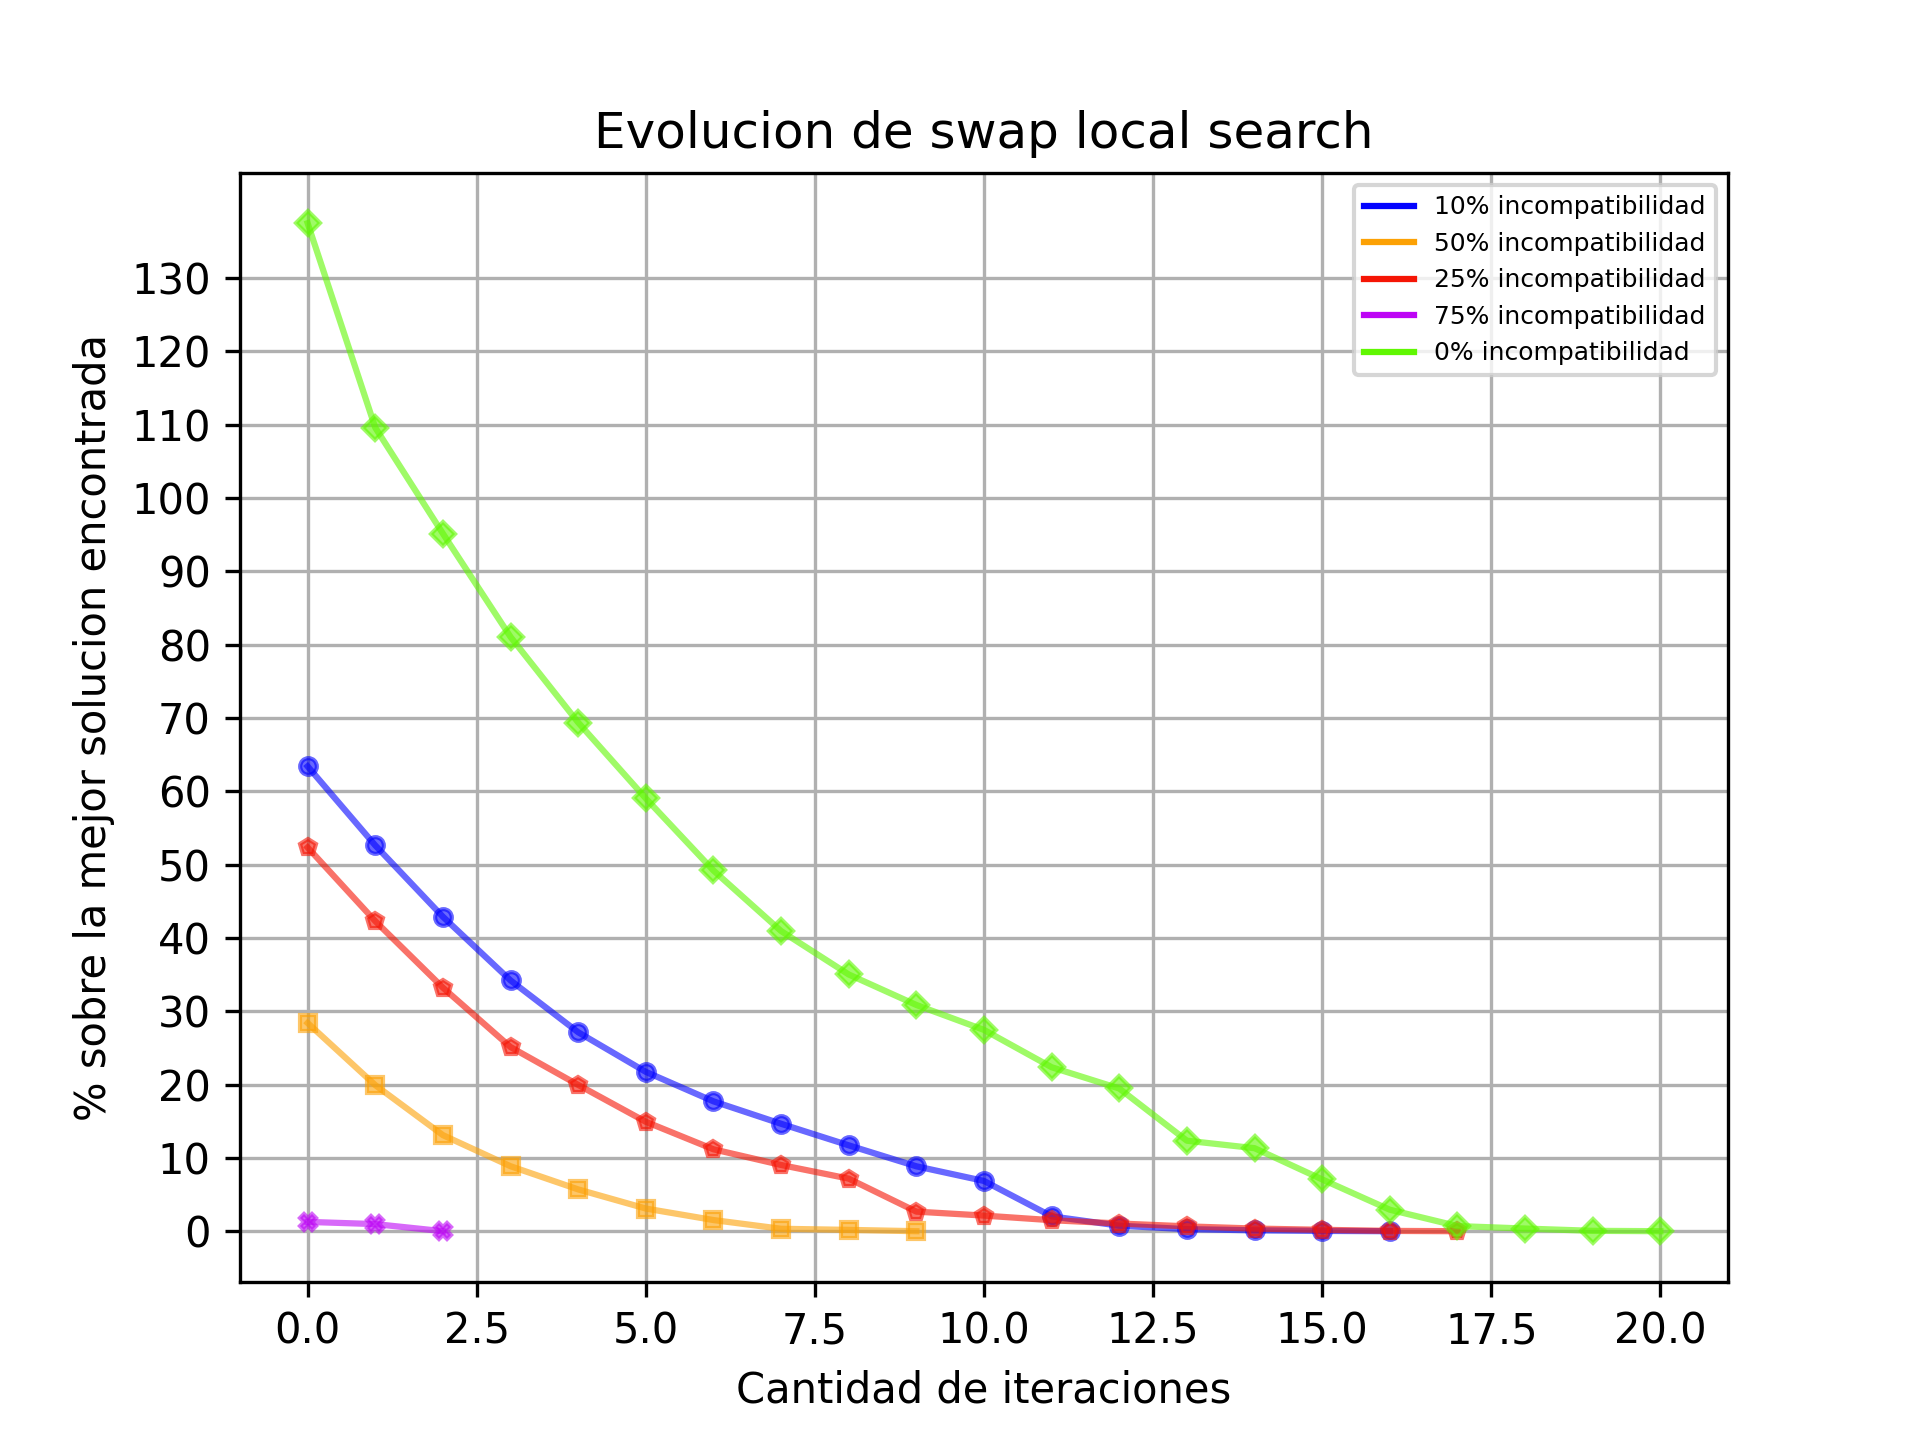 Evolucion de swap local search
10% incompatibilidad
50% incompatibilidad
25% incompatibilidad
75% incompatibilidad
0% incompatibilidad
% sobre la mejor solucion encontrada
130
120
110
100
90
80
70
60
50
40
30
20
10
0
0.0 2.5 5.0 7.5 10.0 12.5 15.0 17.5 20.0
Cantidad de iteraciones